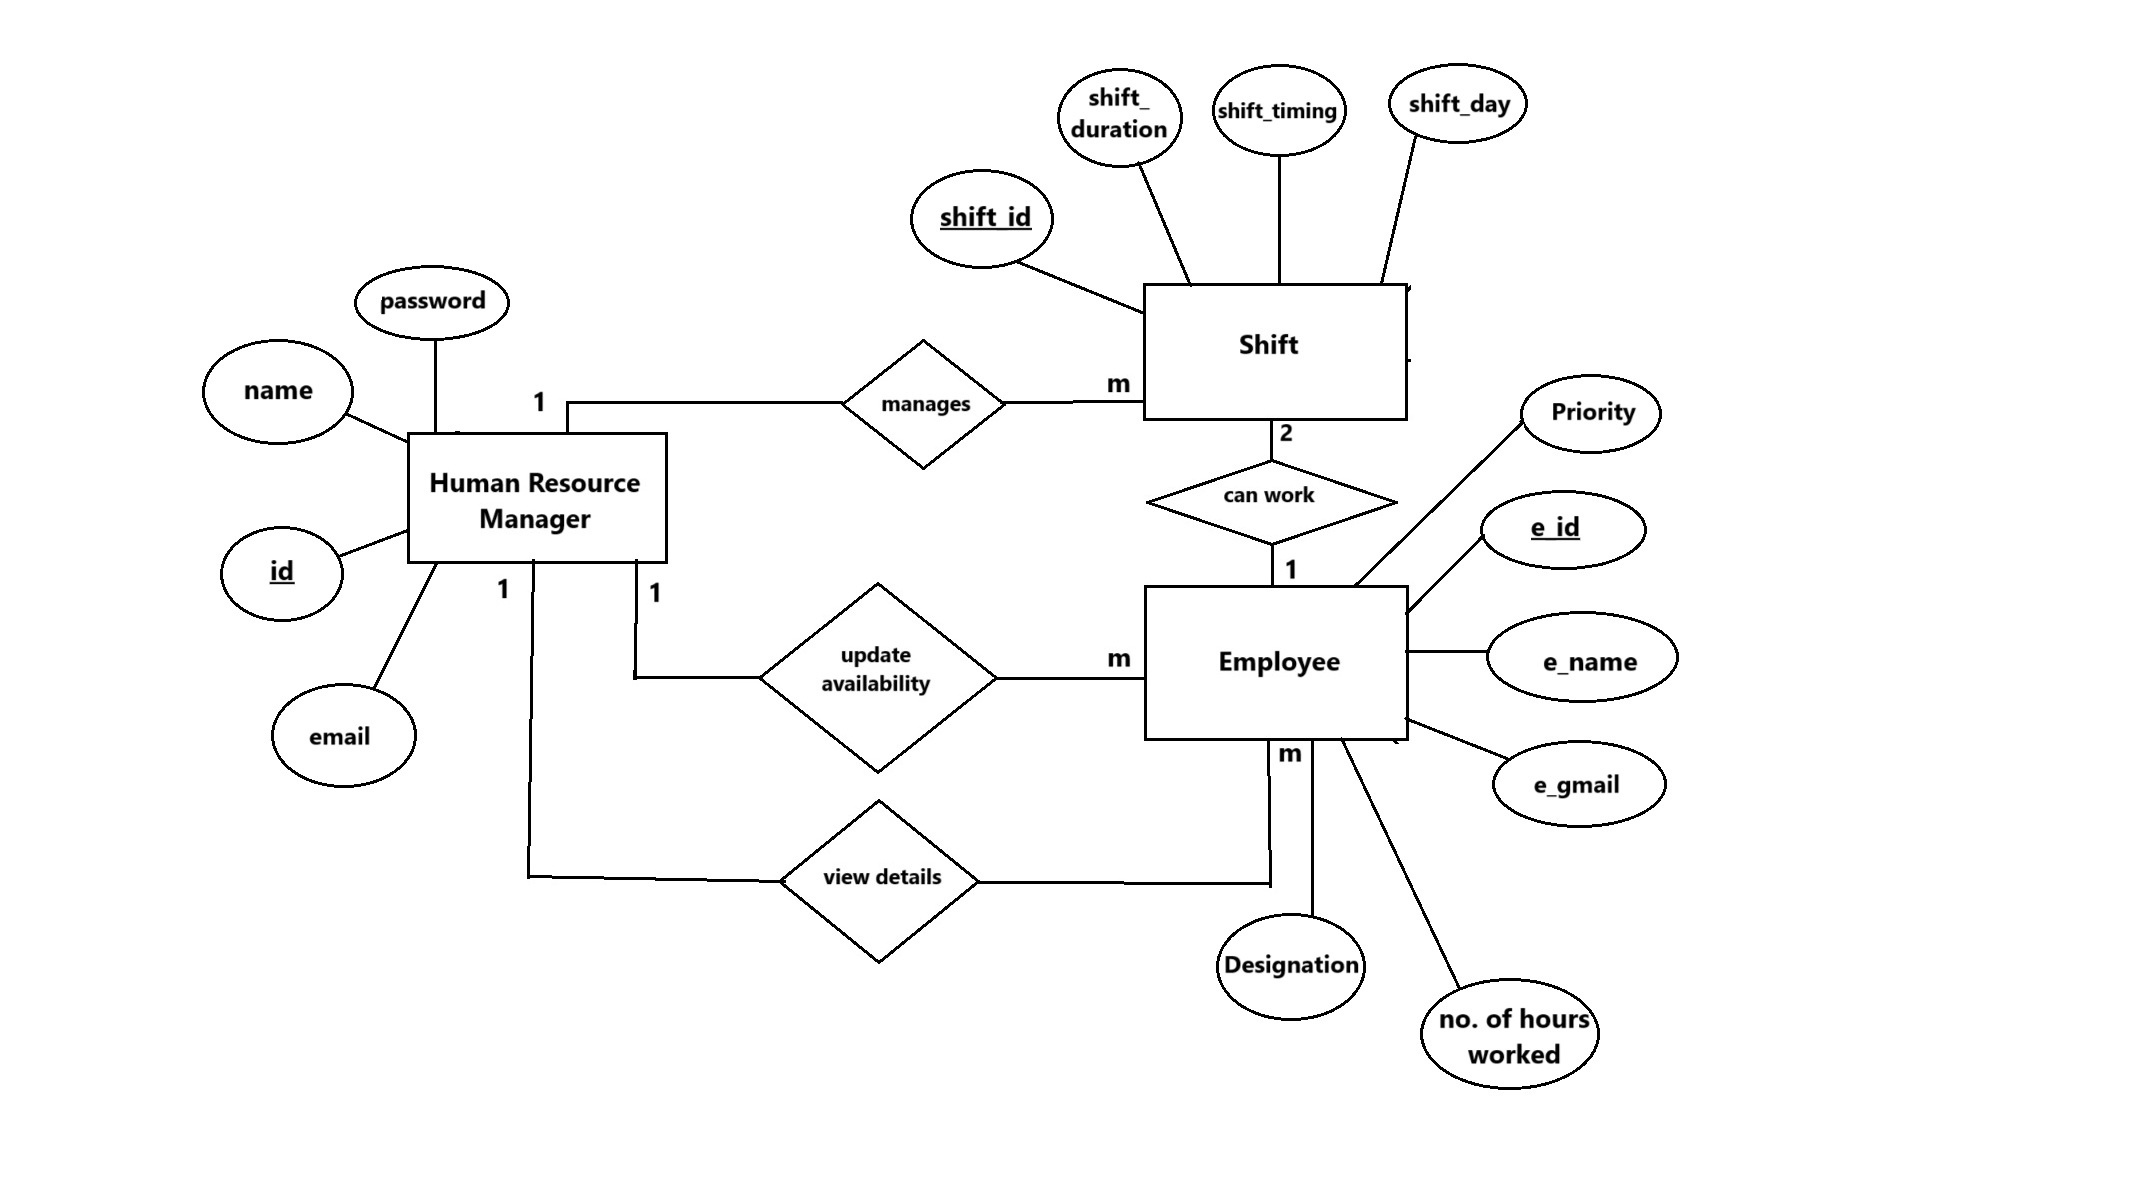 shift_
duration
shift_timing
shift_day
shift_id
password
name
Shift
manages
1
m
Priority
2
can work
Human Resource
Manager
e_id
id
1
1
1
update
availability
m
Employee
e_name
email
m
e_gmail
view details
Designation
no. of hours
worked